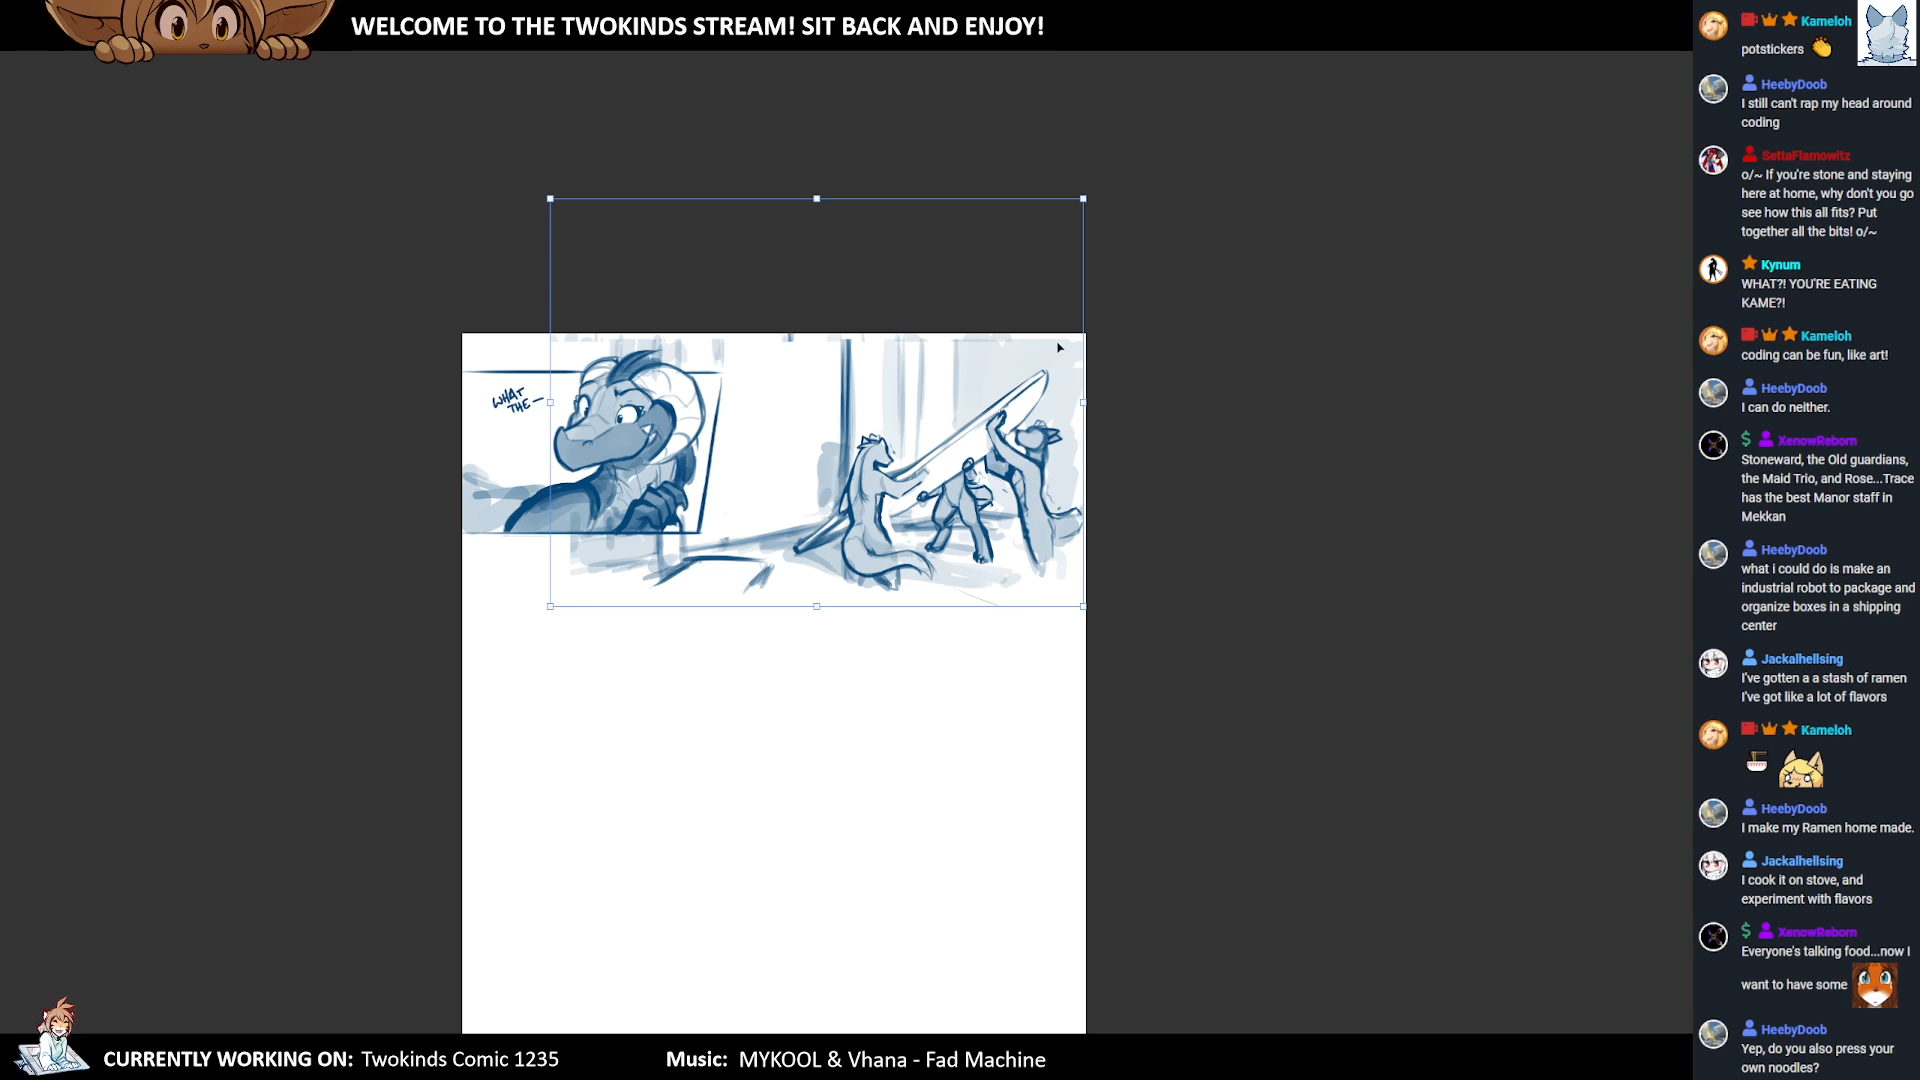 WELCOME TO THE TWOKINDS STREAM! SIT BACK AND ENJOY!
WHAT
THE—
CURRENTLY WORKING ON: Twokinds Comic 1235
Music: MYKOOL & Vhana - Fad Machine
Kameloh
potstickers
HeebyDoob
I still can't rap my head around
coding
SettaFlamowitz
o/~ If you're stone and staying
here at home, why don't you go
see how this all fits? Put
together all the bits! o/~
Kynum
WHAT?! YOU'RE EATING
KAME?!
Kameloh
coding can be fun, like art!
HeebyDoob
I can do neither.
XenowReborn
Stoneward, the Old guardians,
the Maid Trio, and Rose...Trace
has the best Manor staff in
Mekkan
HeebyDoob
what i could do is make an
industrial robot to package and
organize boxes in a shipping
center
Jackalhellsing
I've gotten a a stash of ramen
I've got like a lot of flavors
Kameloh
HeebyDoob
I make my Ramen home made.
Jackalhellsing
I cook it on stove, and
experiment with flavors
XenowReborn
Everyone's talking food...now I
want to have some
HeebyDoob
Yep, do you also press your
own noodles?